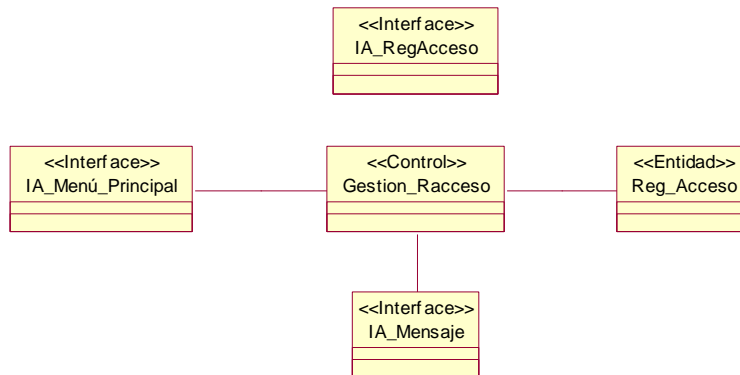 <<Interface>>
IA_RegAcceso
<<Interface>>
IA_Menú_Principal
<<Control>>
Gestion_Racceso
<<Entidad>>
Reg_Acceso
<<Interface>>
IA_Mensaje